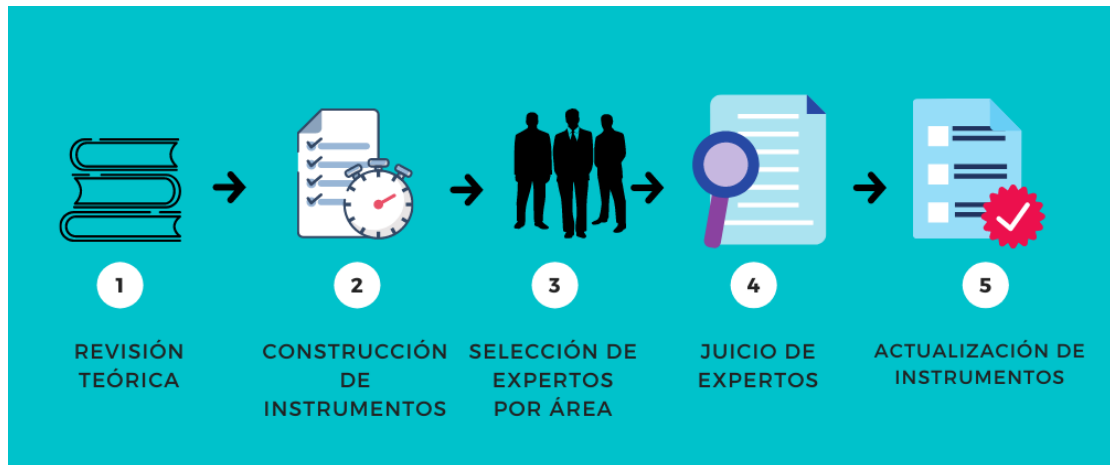 1
REVISIÓN
TEÓRICA
2
CONSTRUCCIÓN
DE
INSTRUMENTOS
3
SELECCIÓN DE
EXPERTOS
POR ÁREA
4
JUICIO DE
EXPERTOS
5
ACTUALIZACIÓN DE
INSTRUMENTOS